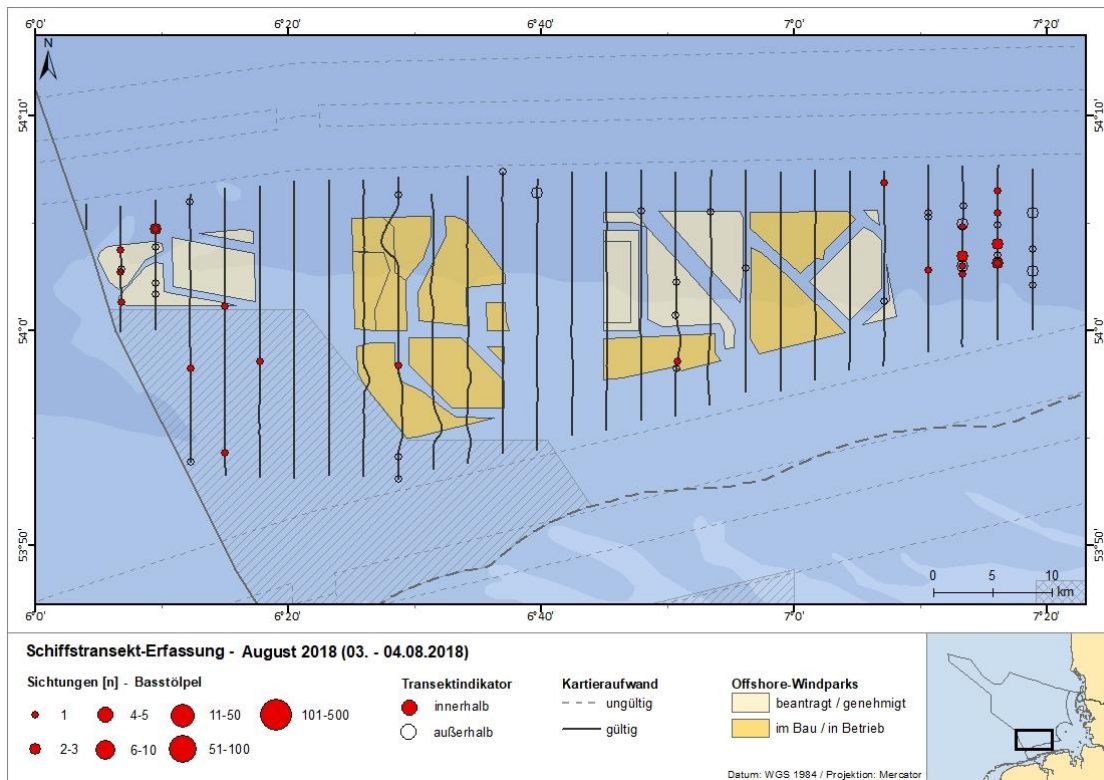 6°0' 6°20' 6°40' 7°0' 7°20'
N
54°10' 54°10'
54°0' 54°0'
53°50' 53°50'
0 5 10
km
6°0' 6°20' 6°40' 7°0' 7°20'
Schiffstransekt-Erfassung - August 2018 (03. - 04.08.2018)
Sichtungen [n] - Basstölpel
1 4-5 11-50 101-500
2-3 6-10 51-100
Transektindikator
innerhalb
außerhalb
Kartieraufwand
ungültig
gültig
Offshore-Windparks
beantragt / genehmigt
im Bau / in Betrieb
Datum: WGS 1984 / Projektion: Mercator